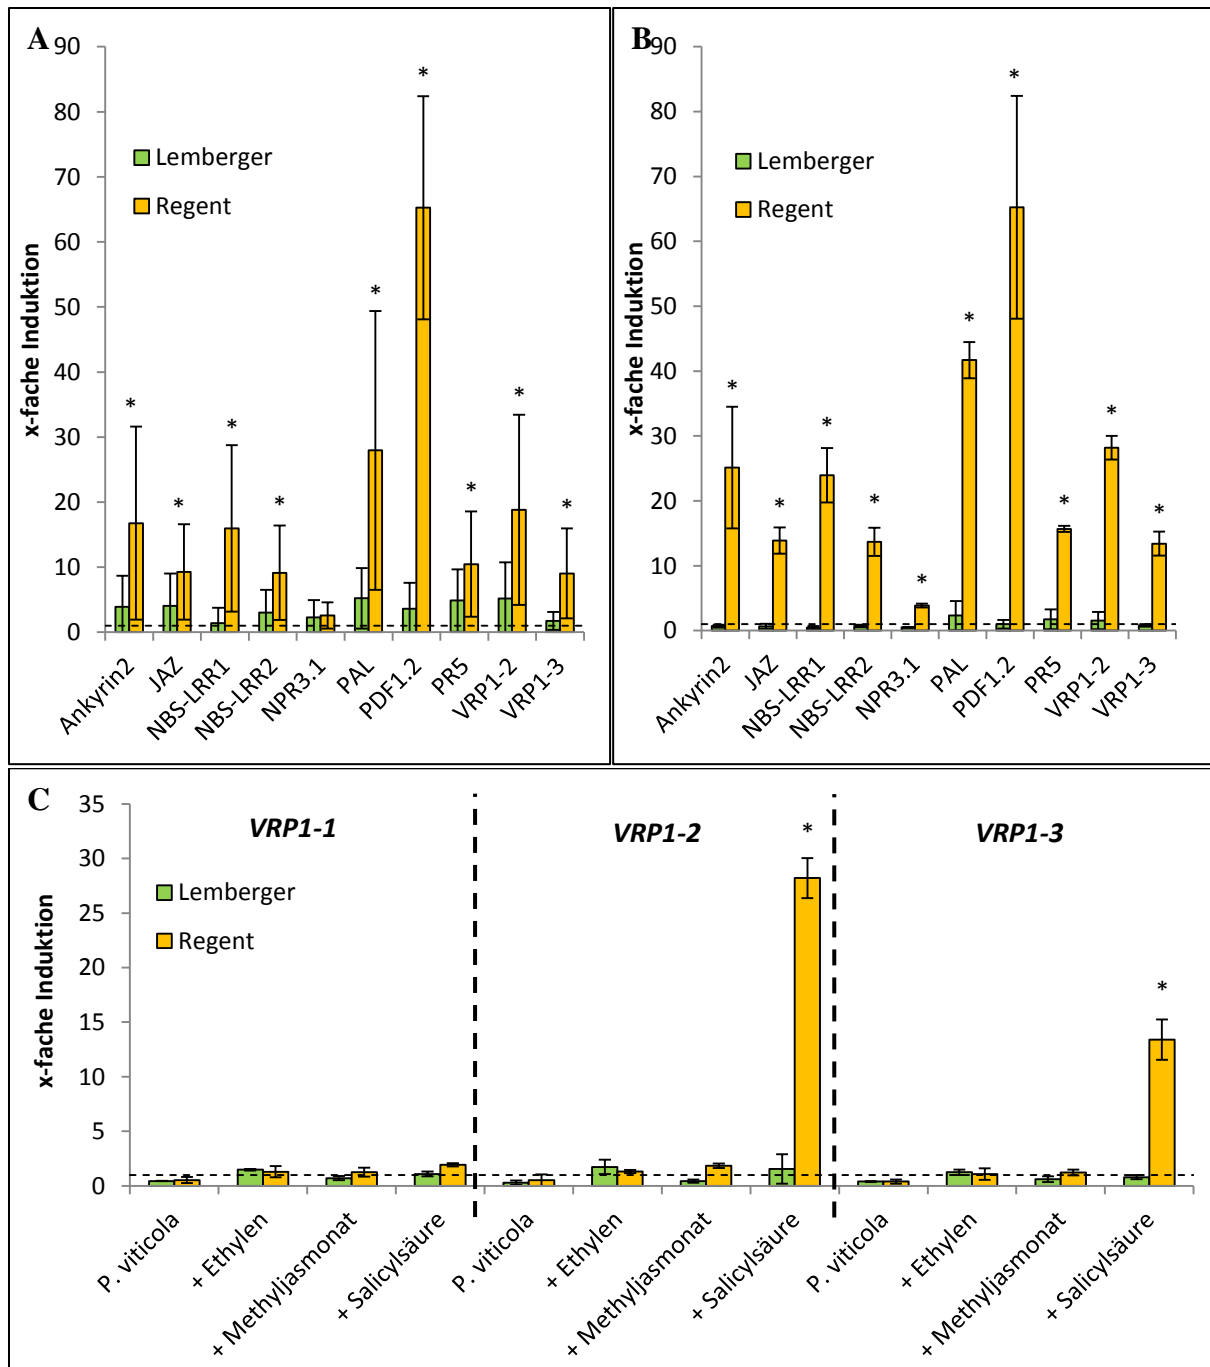 A
x-fache Induktion
90
80
70
60
50
40
30
20
10
0
Lemberger
Regent
*
*
*
*
*
*
*
*
*
Ankyrin2
JAZ
NBS-LRR1
NBS-LRR2
NPR3.1
PAL
PDF1.2
PR5
VRP1-2
VRP1-3
B
x-fache Induktion
90
80
70
60
50
40
30
20
10
0
Lemberger
Regent
*
*
*
*
*
*
*
*
*
*
Ankyrin2
JAZ
NBS-LRR1
NBS-LRR2
NPR3.1
PAL
PDF1.2
PR5
VRP1-2
VRP1-3
C
x-fache Induktion
35
30
25
20
15
10
5
0
VRP1-1
VRP1-2
VRP1-3
Lemberger
Regent
*
*
P. viticola
+ Ethylen
+ Methyljasmonat
+ Salicylsäure
P. viticola
+ Ethylen
+ Methyljasmonat
+ Salicylsäure
P. viticola
+ Ethylen
+ Methyljasmonat
+ Salicylsäure